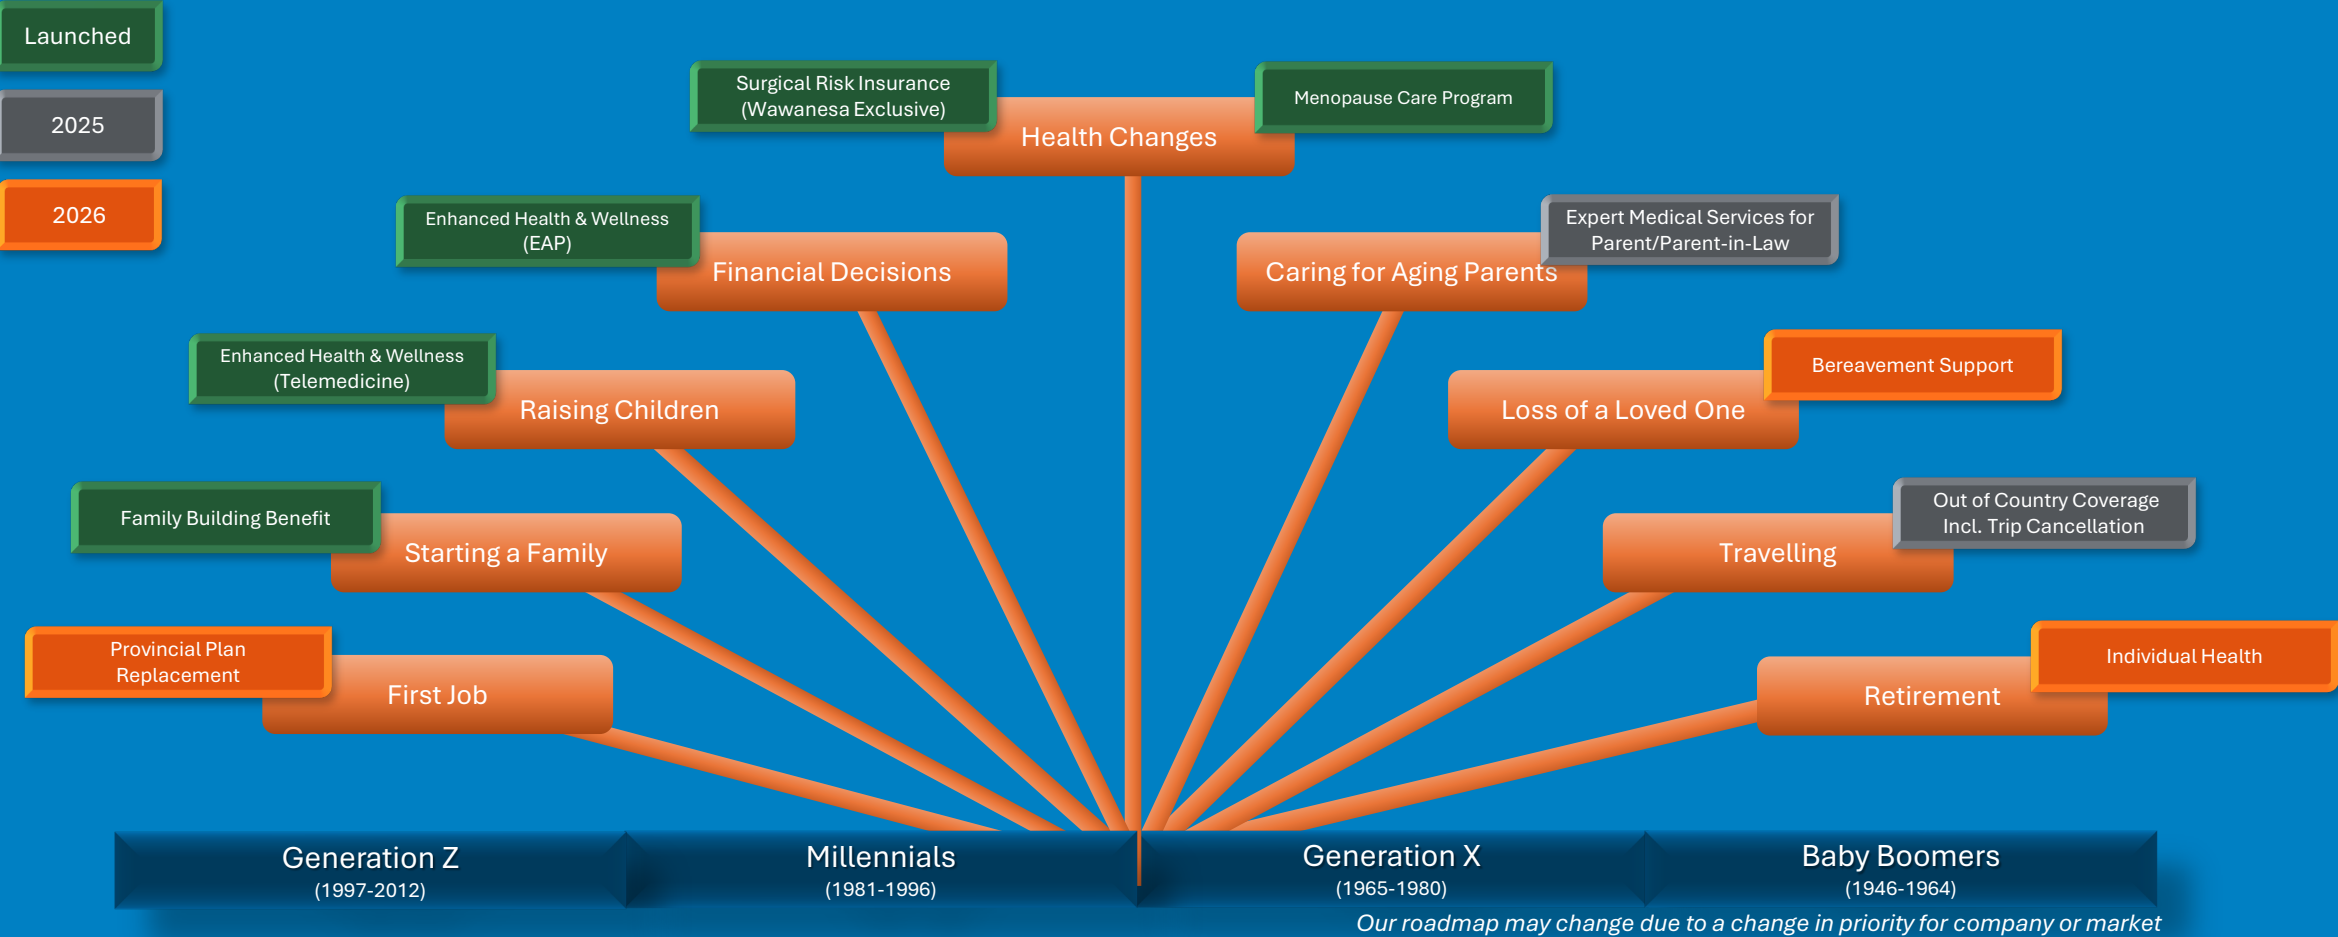 Launched
2025
2026
Surgical Risk Insurance
(Wawanesa Exclusive)
Health Changes
Menopause Care Program
Enhanced Health & Wellness
(EAP)
Financial Decisions
Expert Medical Services for
Parent/Parent-in-Law
Caring for Aging Parents
Enhanced Health & Wellness
(Telemedicine)
Raising Children
Bereavement Support
Loss of a Loved One
Family Building Benefit
Starting a Family
Out of Country Coverage
Incl. Trip Cancellation
Travelling
Provincial Plan
Replacement
First Job
Individual Health
Retirement
Generation Z
(1997-2012)
Millennials
(1981-1996)
Generation X
(1965-1980)
Baby Boomers
(1946-1964)
Our roadmap may change due to a change in priority for company or market